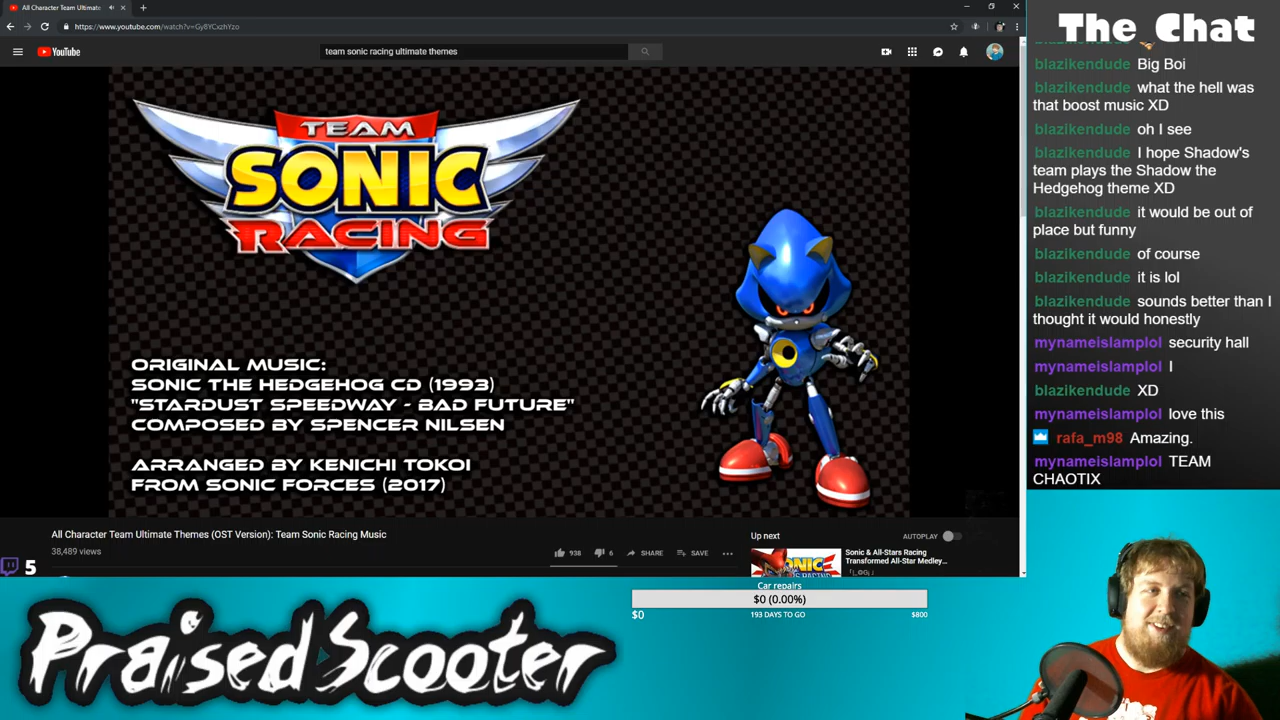 All Character Team Ultimate
https://www.youtube.com/watch?v=Gy8YCxzhYzo
YouTube
team sonic racing ultimate themes
TEAM
SONIC
RACING
ORIGINAL MUSIC:
SONIC THE HEDGEHOG CD (1993)
"STARDUST SPEEDWAY - BAD FUTURE"
COMPOSED BY SPENCER NILSEN
ARRANGED BY KENICHI TOKOI
FROM SONIC FORCES (2017)
All Character Team Ultimate Themes (OST Version): Team Sonic Racing Music
38,489 views
938
6
SHARE
SAVE
Up next
AUTOPLAY
SONIC
Sonic & All-Stars Racing
Transformed All-Star Medley...
5
Car repairs
$0 (0.00%)
$0
193 DAYS TO GO
$800
PraisedScooter
The Chat
blazikendude Big Boi
blazikendude what the hell was
that boost music XD
blazikendude oh I see
blazikendude I hope Shadow's
team plays the Shadow the
Hedgehog theme XD
blazikendude it would be out of
place but funny
blazikendude of course
blazikendude it is lol
blazikendude sounds better than I
thought it would honestly
mynameislamplol security hall
mynameislamplol I
blazikendude XD
mynameislamplol love this
rafa_m98 Amazing.
mynameislamplol TEAM
CHAOTIX